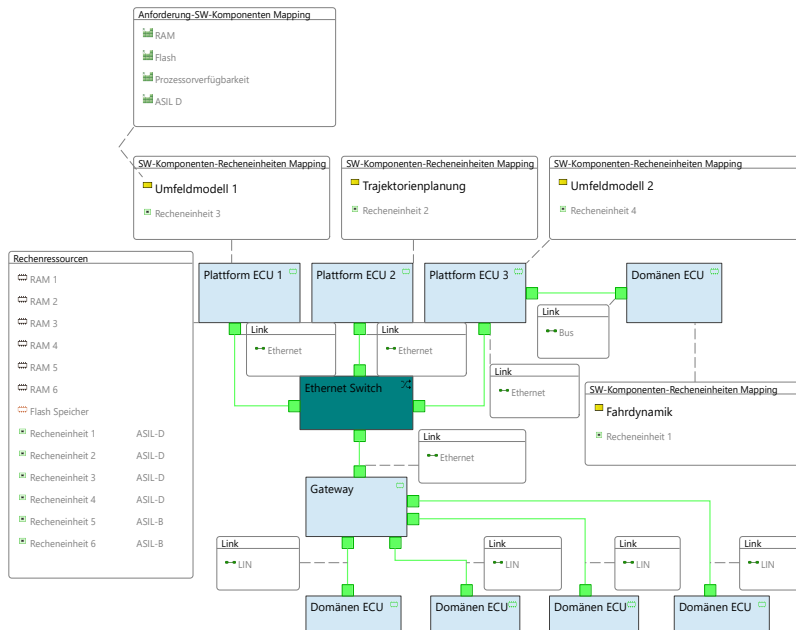 Anforderung-SW-Komponenten Mapping
RAM
Flash
Prozessorverfügbarkeit
ASIL D
SW-Komponenten-Recheneinheiten Mapping
Umfeldmodell 1
Recheneinheit 3
SW-Komponenten-Recheneinheiten Mapping
Trajektorienplanung
Recheneinheit 2
SW-Komponenten-Recheneinheiten Mapping
Umfeldmodell 2
Recheneinheit 4
Rechenressourcen
RAM 1
RAM 2
RAM 3
RAM 4
RAM 5
RAM 6
Flash Speicher
Recheneinheit 1 ASIL-D
Recheneinheit 2 ASIL-D
Recheneinheit 3 ASIL-D
Recheneinheit 4 ASIL-D
Recheneinheit 5 ASIL-B
Recheneinheit 6 ASIL-B
Plattform ECU 1
Plattform ECU 2
Plattform ECU 3
Domänen ECU
Link
Bus
Link
Ethernet
Link
Ethernet
Link
Ethernet
Ethernet Switch
SW-Komponenten-Recheneinheiten Mapping
Fahrdynamik
Recheneinheit 1
Link
Ethernet
Gateway
Link
LIN
Link
LIN
Link
LIN
Link
LIN
Domänen ECU
Domänen ECU
Domänen ECU
Domänen ECU